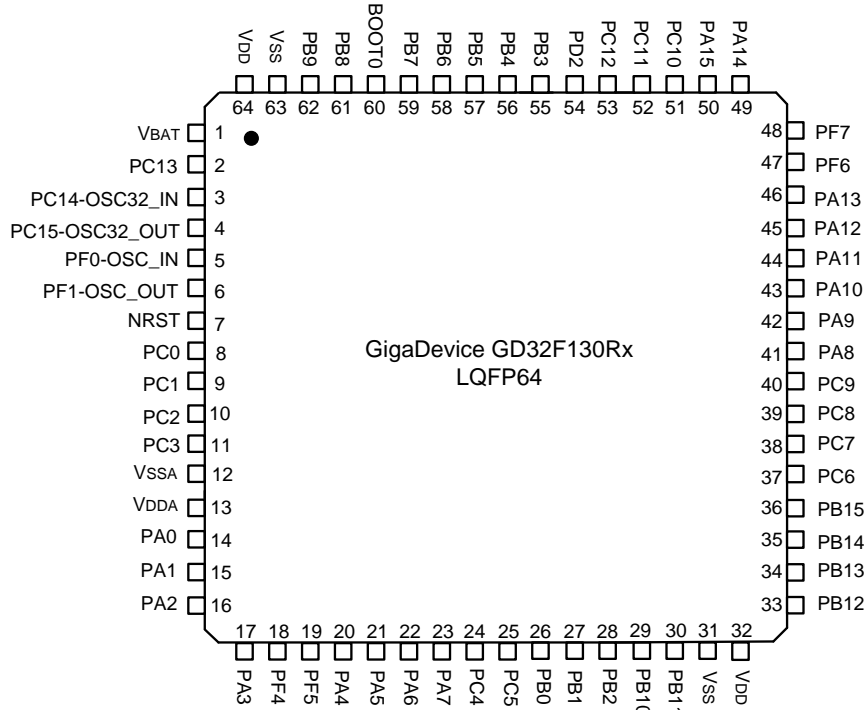 VDD
VSS
PB9
PB8
BOOT0
PB7
PB6
PB5
PB4
PB3
PD2
PC12
PC11
PC10
PA15
PA14
64 63 62 61 60 59 58 57 56 55 54 53 52 51 50 49
VBAT 1
PC13 2
PC14-OSC32_IN 3
PC15-OSC32_OUT 4
PF0-OSC_IN 5
PF1-OSC_OUT 6
NRST 7
PC0 8
PC1 9
PC2 10
PC3 11
VSSA 12
VDDA 13
PA0 14
PA1 15
PA2 16
GigaDevice GD32F130Rx
LQFP64
48 PF7
47 PF6
46 PA13
45 PA12
44 PA11
43 PA10
42 PA9
41 PA8
40 PC9
39 PC8
38 PC7
37 PC6
36 PB15
35 PB14
34 PB13
33 PB12
17 18 19 20 21 22 23 24 25 26 27 28 29 30 31 32
PA3
PF4
PF5
PA4
PA5
PA6
PA7
PC4
PC5
PB0
PB1
PB2
PB10
VSS
VDD